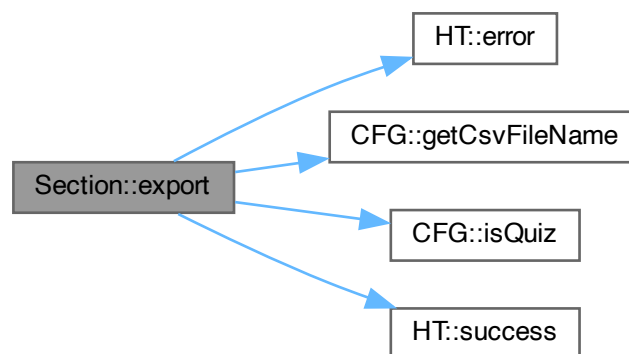 HT::error
CFG::getCsvFileName
Section::export
CFG::isQuiz
HT::success